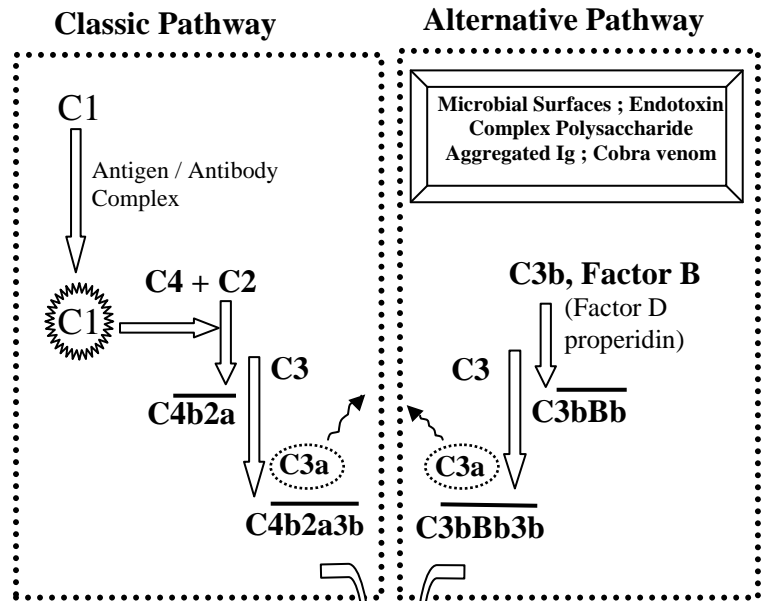 Classic Pathway
C1
Antigen / Antibody
Complex
C1
C4 + C2
C3
C4b2a
C3a
C4b2a3b
Alternative Pathway
Microbial Surfaces ; Endotoxin
Complex Polysaccharide
Aggregated Ig ; Cobra venom
C3b, Factor B
(Factor D
properidin)
C3
C3bBb
C3a
C3bBb3b